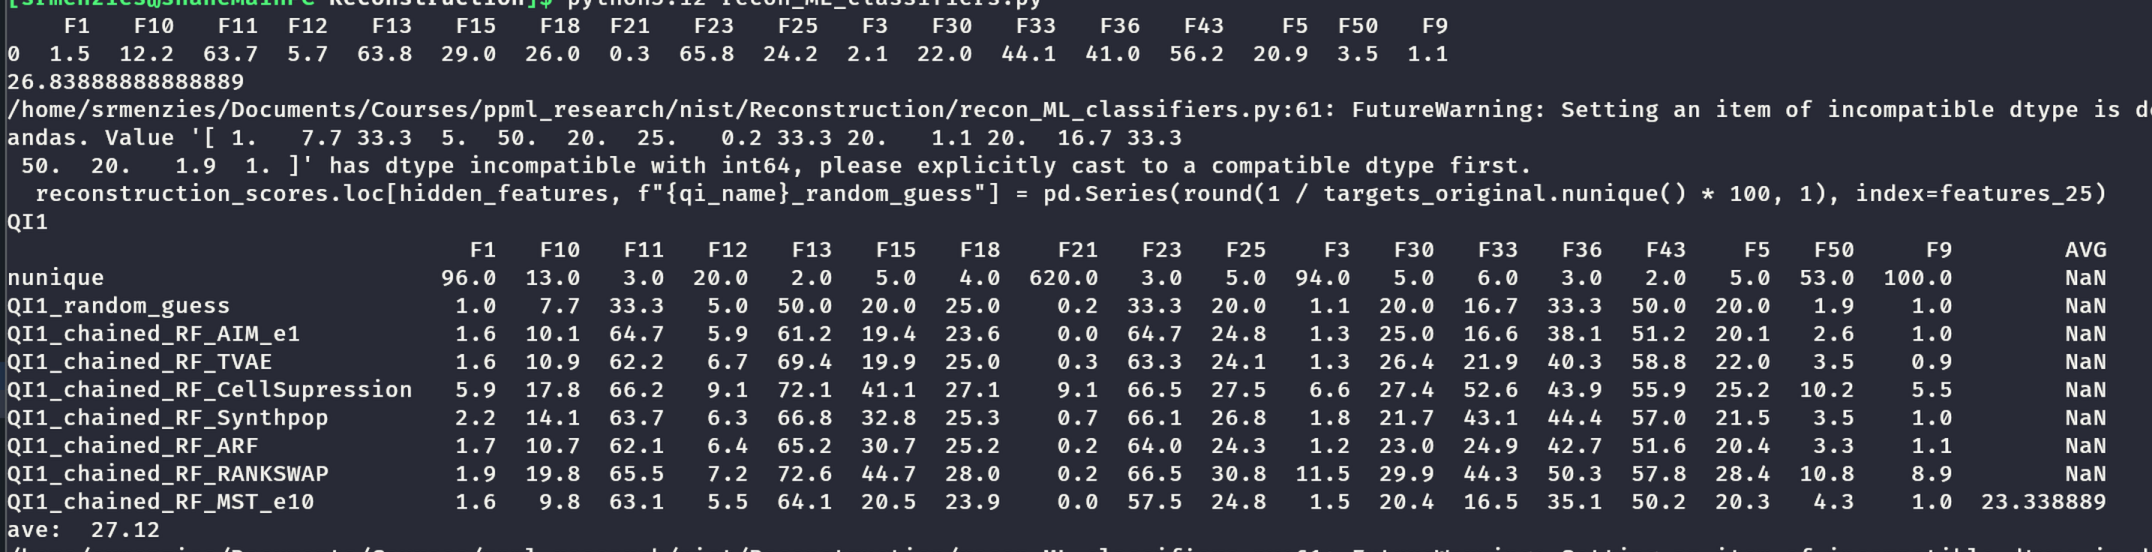 [srmenzies@ShaneMainPC Reconstruction]$ python3.12 recon_ML_classifiers.py
F1 F10 F11 F12 F13 F15 F18 F21 F23 F25 F3 F30 F33 F36 F43 F5 F50 F9
0 1.5 12.2 63.7 5.7 63.8 29.0 26.0 0.3 65.8 24.2 2.1 22.0 44.1 41.0 56.2 20.9 3.5 1.1
26.83888888888889
/home/srmenzies/Documents/Courses/ppml_research/nist/Reconstruction/recon_ML_classifiers.py:61: FutureWarning: Setting an item of incompatible dtype is
andas. Value '[ 1. 7.7 33.3 5. 50. 20. 25. 0.2 33.3 20. 1.1 20. 16.7 33.3
50. 20. 1.9 1. ]' has dtype incompatible with int64, please explicitly cast to a compatible dtype first.
reconstruction_scores.loc[hidden_features, f"{qi_name}_random_guess"] = pd.Series(round(1 / targets_original.nunique() * 100, 1), index=features_25)
QI1
F1 F10 F11 F12 F13 F15 F18 F21 F23 F25 F3 F30 F33 F36 F43 F5 F50 F9 AVG
nunique 96.0 13.0 3.0 20.0 2.0 5.0 4.0 620.0 3.0 5.0 94.0 5.0 6.0 3.0 2.0 5.0 53.0 100.0 NaN
QI1_random_guess 1.0 7.7 33.3 5.0 50.0 20.0 25.0 0.2 33.3 20.0 1.1 20.0 16.7 33.3 50.0 20.0 1.9 1.0 NaN
QI1_chained_RF_AIM_e1 1.6 10.1 64.7 5.9 61.2 19.4 23.6 0.0 64.7 24.8 1.3 25.0 16.6 38.1 51.2 20.1 2.6 1.0 NaN
QI1_chained_RF_TVAE 1.6 10.9 62.2 6.7 69.4 19.9 25.0 0.3 63.3 24.1 1.3 26.4 21.9 40.3 58.8 22.0 3.5 0.9 NaN
QI1_chained_RF_CellSupression 5.9 17.8 66.2 9.1 72.1 41.1 27.1 9.1 66.5 27.5 6.6 27.4 52.6 43.9 55.9 25.2 10.2 5.5 NaN
QI1_chained_RF_Synthpop 2.2 14.1 63.7 6.3 66.8 32.8 25.3 0.7 66.1 26.8 1.8 21.7 43.1 44.4 57.0 21.5 3.5 1.0 NaN
QI1_chained_RF_ARF 1.7 10.7 62.1 6.4 65.2 30.7 25.2 0.2 64.0 24.3 1.2 23.0 24.9 42.7 51.6 20.4 3.3 1.1 NaN
QI1_chained_RF_RANKSWAP 1.9 19.8 65.5 7.2 72.6 44.7 28.0 0.2 66.5 30.8 11.5 29.9 44.3 50.3 57.8 28.4 10.8 8.9 NaN
QI1_chained_RF_MST_e10 1.6 9.8 63.1 5.5 64.1 20.5 23.9 0.0 57.5 24.8 1.5 20.4 16.5 35.1 50.2 20.3 4.3 1.0 23.338889
ave: 27.12